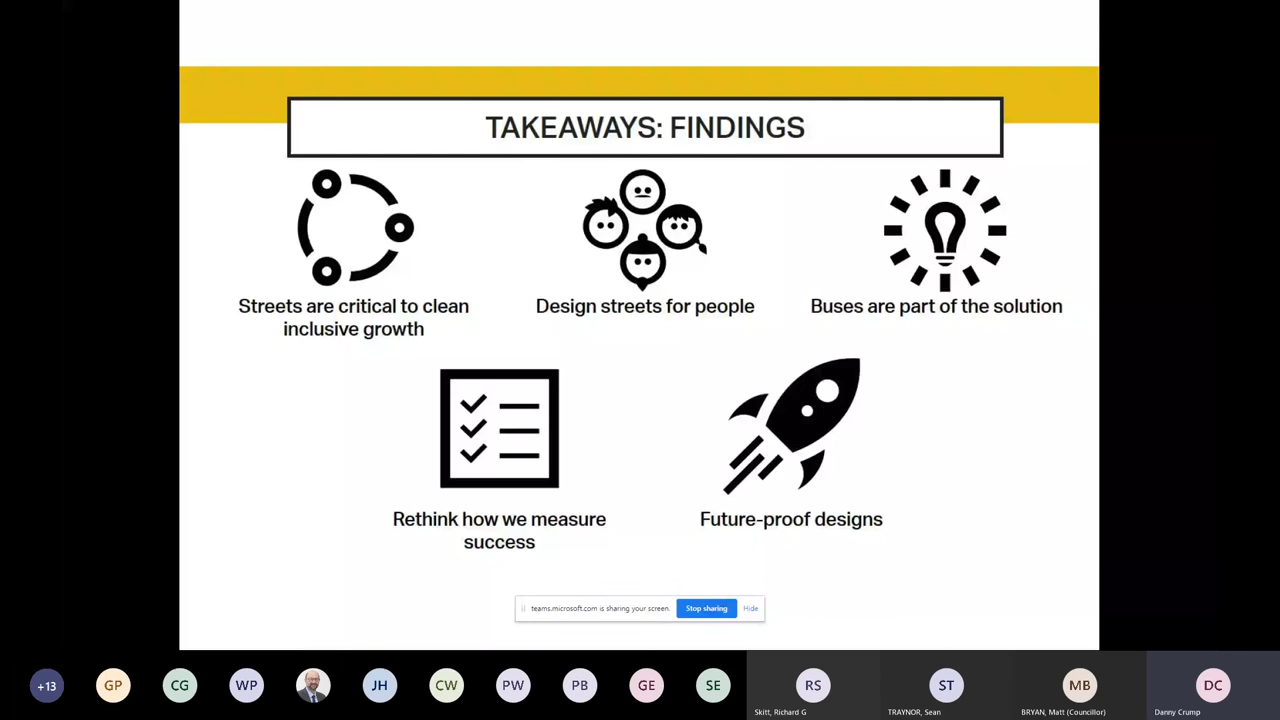 TAKEAWAYS: FINDINGS
Streets are critical to clean
inclusive growth
Design streets for people
Buses are part of the solution
Rethink how we measure
success
Future-proof designs
teams.microsoft.com is sharing your screen.
Stop sharing
Hide
+13
GP
CG
WP
JH
CW
PW
PB
GE
SE
RS
ST
MB
DC
Skitt, Richard G
TRAYNOR, Sean
BRYAN, Matt (Councillor)
Danny Crump